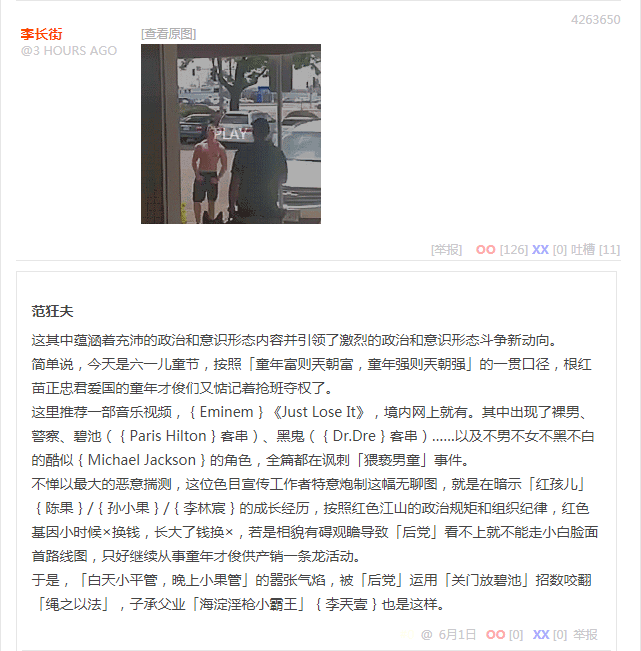 4263650
李长街
[查看原图]
@3 HOURS AGO
PLAY
[举报] OO [126] XX [0] 吐槽 [11]
范狂夫
这其中蕴涵着充沛的政治和意识形态内容并引领了激烈的政治和意识形态斗争新动向。
简单说，今天是六一儿童节，按照「童年富则天朝富，童年强则天朝强」的一贯口径，根红
苗正忠君爱国的童年才俊们又惦记着抢班夺权了。
这里推荐一部音乐视频，｛Eminem｝《Just Lose It》，境内网上就有。其中出现了裸男、
警察、碧池（｛Paris Hilton｝客串）、黑鬼（｛Dr.Dre｝客串）……以及不男不女不黑不白
的酷似｛Michael Jackson｝的角色，全篇都在讽刺「猥亵男童」事件。
不惮以最大的恶意揣测，这位色目宣传工作者特意炮制这幅无聊图，就是在暗示「红孩儿」
｛陈果｝/｛孙小果｝/｛李林宸｝的成长经历，按照红色江山的政治规矩和组织纪律，红色
基因小时候×换钱，长大了钱换×，若是相貌有碍观瞻导致「后党」看不上就不能走小白脸面
首路线图，只好继续从事童年才俊供产销一条龙活动。
于是，「白天小平管，晚上小果管」的嚣张气焰，被「后党」运用「关门放碧池」招数咬翻
「绳之以法」，子承父业「海淀淫枪小霸王」｛李天壹｝也是这样。
@ 6月1日 OO [0] XX [0] 举报